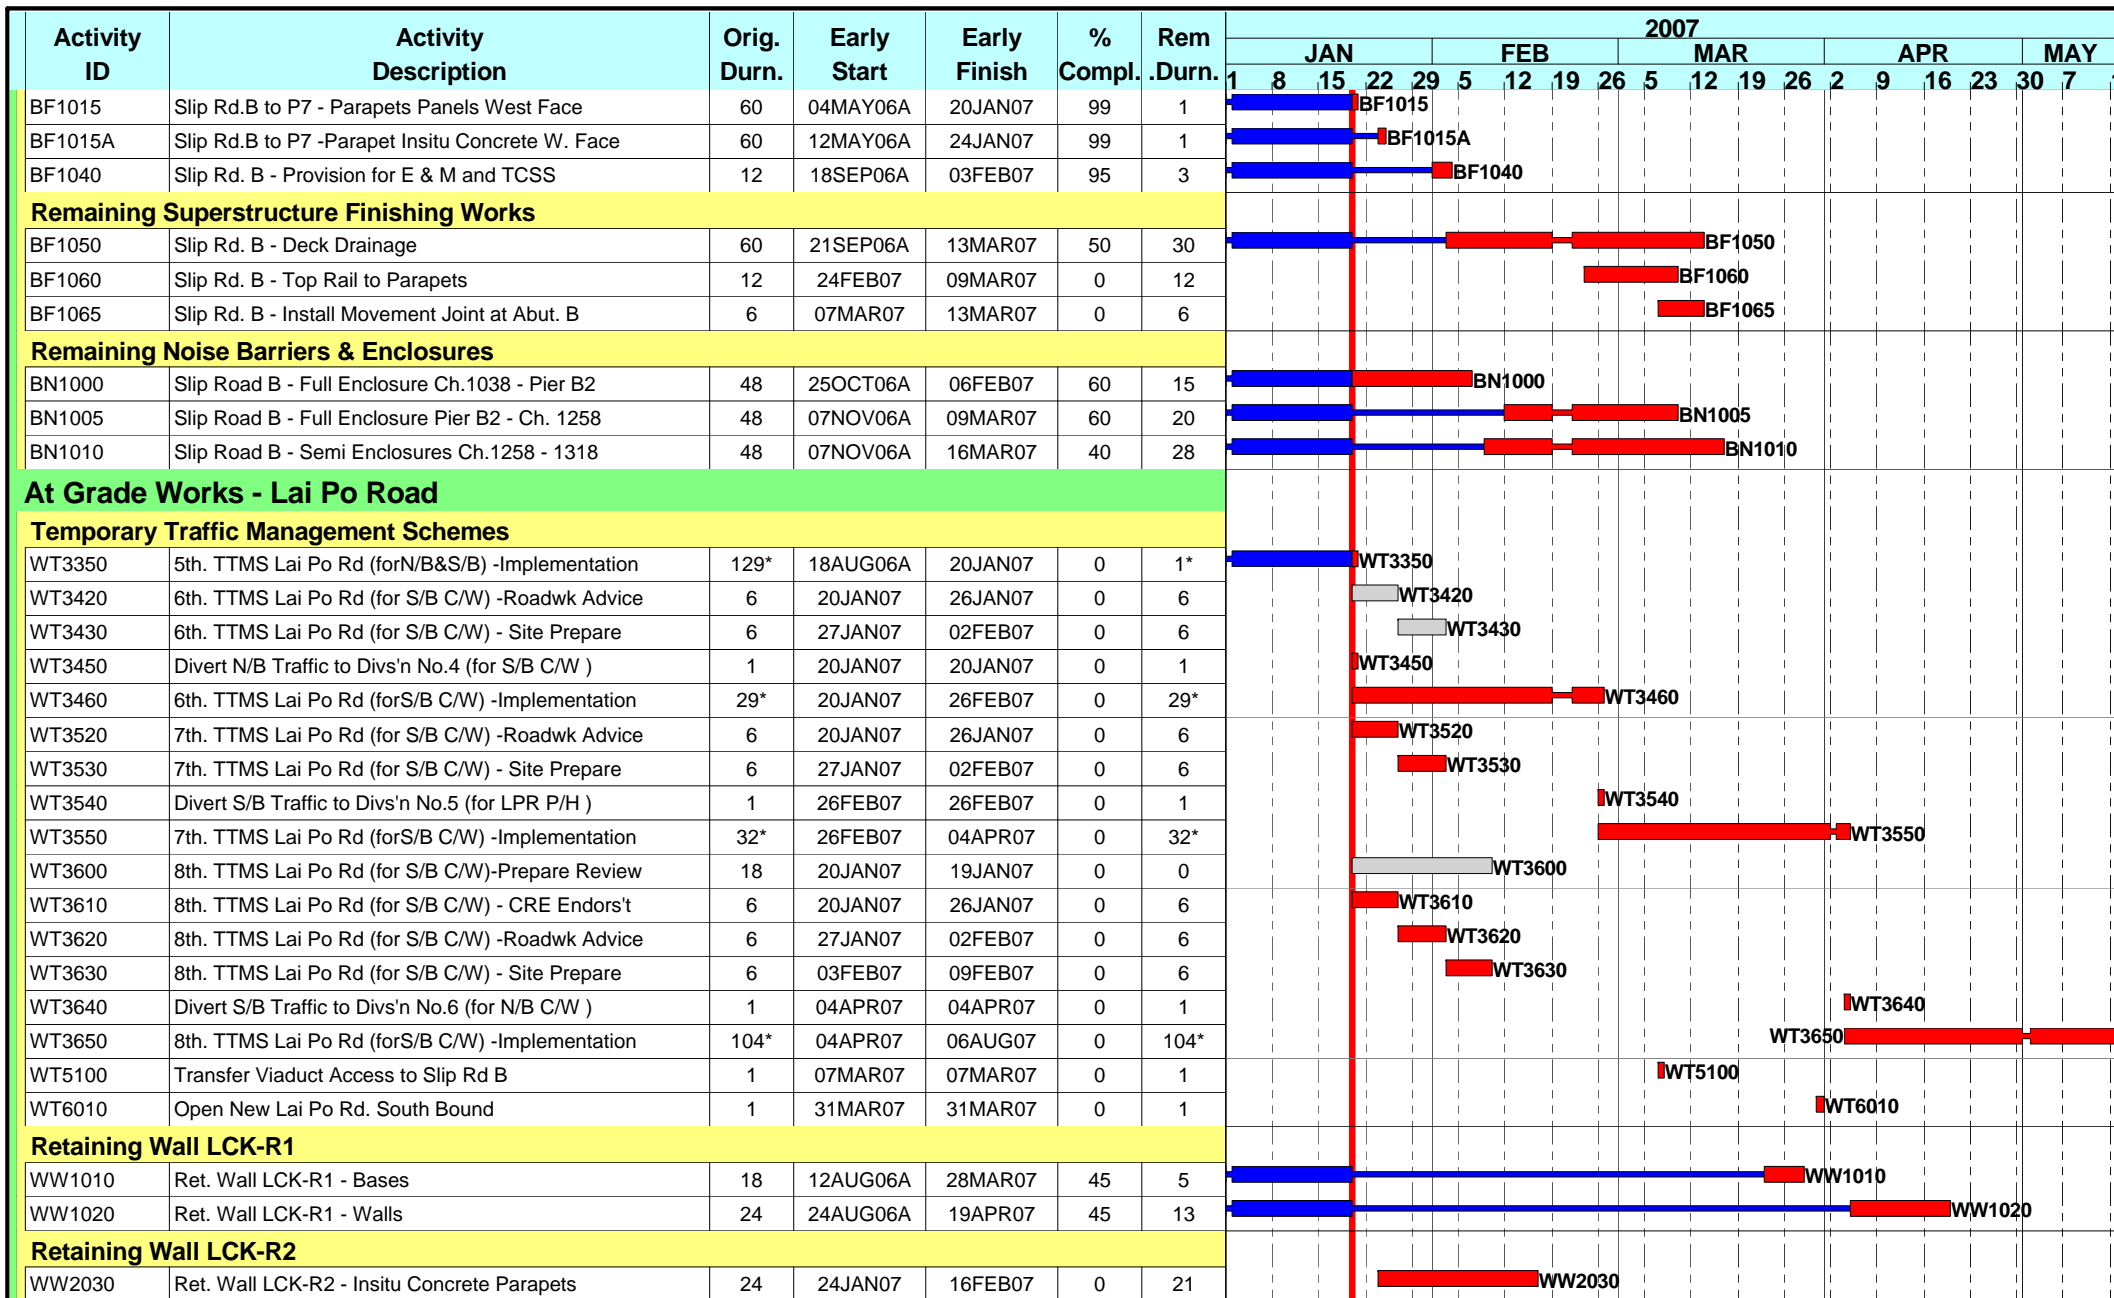 Activity ID Activity Description Orig. Durn. Early Start Early Finish % Compl. Rem .Durn. 2007
JAN FEB MAR APR MAY
1 8 15 22 29 5 12 19 26 5 12 19 26 2 9 16 23 30 7
BF1015 Slip Rd.B to P7 - Parapets Panels West Face 60 04MAY06A 20JAN07 99 1 BF1015
BF1015A Slip Rd.B to P7 -Parapet Insitu Concrete W. Face 60 12MAY06A 24JAN07 99 1 BF1015A
BF1040 Slip Rd. B - Provision for E & M and TCSS 12 18SEP06A 03FEB07 95 3 BF1040
Remaining Superstructure Finishing Works
BF1050 Slip Rd. B - Deck Drainage 60 21SEP06A 13MAR07 50 30 BF1050
BF1060 Slip Rd. B - Top Rail to Parapets 12 24FEB07 09MAR07 0 12 BF1060
BF1065 Slip Rd. B - Install Movement Joint at Abut. B 6 07MAR07 13MAR07 0 6 BF1065
Remaining Noise Barriers & Enclosures
BN1000 Slip Road B - Full Enclosure Ch.1038 - Pier B2 48 25OCT06A 06FEB07 60 15 BN1000
BN1005 Slip Road B - Full Enclosure Pier B2 - Ch. 1258 48 07NOV06A 09MAR07 60 20 BN1005
BN1010 Slip Road B - Semi Enclosures Ch.1258 - 1318 48 07NOV06A 16MAR07 40 28 BN1010
At Grade Works - Lai Po Road
Temporary Traffic Management Schemes
WT3350 5th. TTMS Lai Po Rd (forN/B&S/B) -Implementation 129* 18AUG06A 20JAN07 0 1* WT3350
WT3420 6th. TTMS Lai Po Rd (for S/B C/W) -Roadwk Advice 6 20JAN07 26JAN07 0 6 WT3420
WT3430 6th. TTMS Lai Po Rd (for S/B C/W) - Site Prepare 6 27JAN07 02FEB07 0 6 WT3430
WT3450 Divert N/B Traffic to Divs'n No.4 (for S/B C/W ) 1 20JAN07 20JAN07 0 1 WT3450
WT3460 6th. TTMS Lai Po Rd (forS/B C/W) -Implementation 29* 20JAN07 26FEB07 0 29* WT3460
WT3520 7th. TTMS Lai Po Rd (for S/B C/W) -Roadwk Advice 6 20JAN07 26JAN07 0 6 WT3520
WT3530 7th. TTMS Lai Po Rd (for S/B C/W) - Site Prepare 6 27JAN07 02FEB07 0 6 WT3530
WT3540 Divert S/B Traffic to Divs'n No.5 (for LPR P/H ) 1 26FEB07 26FEB07 0 1 WT3540
WT3550 7th. TTMS Lai Po Rd (forS/B C/W) -Implementation 32* 26FEB07 04APR07 0 32* WT3550
WT3600 8th. TTMS Lai Po Rd (for S/B C/W)-Prepare Review 18 20JAN07 19JAN07 0 0 WT3600
WT3610 8th. TTMS Lai Po Rd (for S/B C/W) - CRE Endors't 6 20JAN07 26JAN07 0 6 WT3610
WT3620 8th. TTMS Lai Po Rd (for S/B C/W) -Roadwk Advice 6 27JAN07 02FEB07 0 6 WT3620
WT3630 8th. TTMS Lai Po Rd (for S/B C/W) - Site Prepare 6 03FEB07 09FEB07 0 6 WT3630
WT3640 Divert S/B Traffic to Divs'n No.6 (for N/B C/W ) 1 04APR07 04APR07 0 1 WT3640
WT3650 8th. TTMS Lai Po Rd (forS/B C/W) -Implementation 104* 04APR07 06AUG07 0 104* WT3650
WT5100 Transfer Viaduct Access to Slip Rd B 1 07MAR07 07MAR07 0 1 WT5100
WT6010 Open New Lai Po Rd. South Bound 1 31MAR07 31MAR07 0 1 WT6010
Retaining Wall LCK-R1
WW1010 Ret. Wall LCK-R1 - Bases 18 12AUG06A 28MAR07 45 5 WW1010
WW1020 Ret. Wall LCK-R1 - Walls 24 24AUG06A 19APR07 45 13 WW1020
Retaining Wall LCK-R2
WW2030 Ret. Wall LCK-R2 - Insitu Concrete Parapets 24 24JAN07 16FEB07 0 21 WW2030